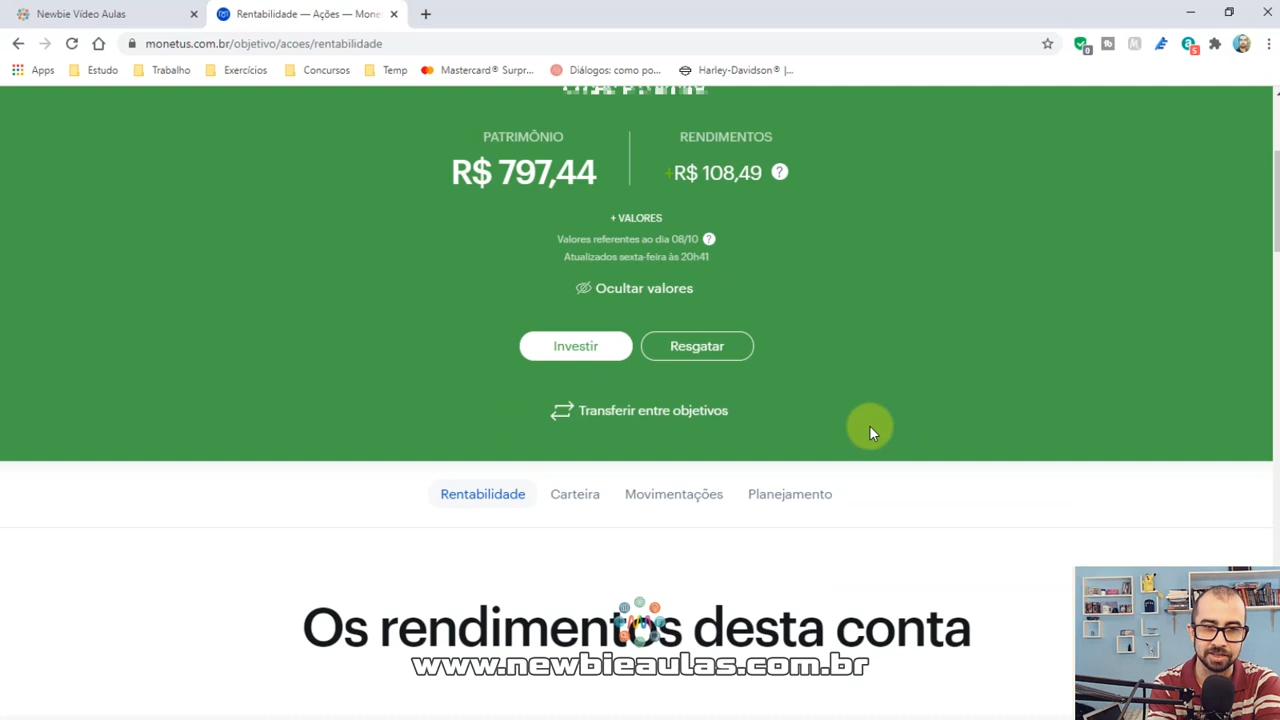 Newbie Vídeo Aulas
Rentabilidade — Ações — Mone
monetus.com.br/objetivo/acoes/rentabilidade
Apps
Estudo
Trabalho
Exercícios
Concursos
Temp
Mastercard® Surpr...
Diálogos: como po...
Harley-Davidson® |...
PATRIMÔNIO
RENDIMENTOS
R$ 797,44
+R$ 108,49 ?
+ VALORES
Valores referentes ao dia 08/10 ?
Atualizados sexta-feira às 20h41
Ocultar valores
Investir
Resgatar
Transferir entre objetivos
Rentabilidade
Carteira
Movimentações
Planejamento
Os rendimentos desta conta
www.newbieaulas.com.br